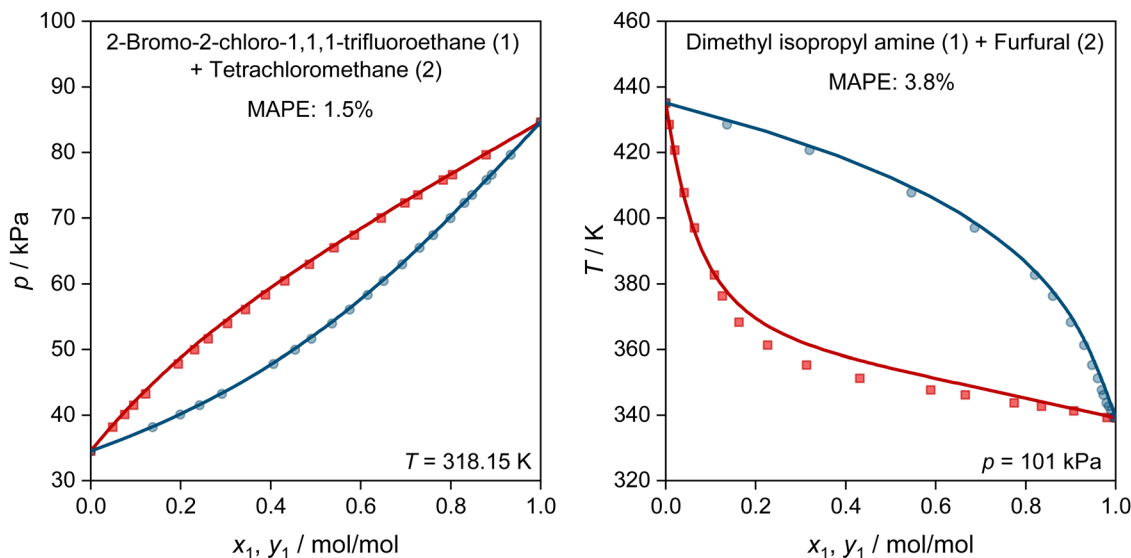 100
90
80
70
60
50
40
30
p / kPa
2-Bromo-2-chloro-1,1,1-trifluoroethane (1)
+ Tetrachloromethane (2)
MAPE: 1.5%
T = 318.15 K
0.0 0.2 0.4 0.6 0.8 1.0
x₁, y₁ / mol/mol
460
440
420
400
380
360
340
320
T / K
Dimethyl isopropyl amine (1) + Furfural (2)
MAPE: 3.8%
p = 101 kPa
0.0 0.2 0.4 0.6 0.8 1.0
x₁, y₁ / mol/mol